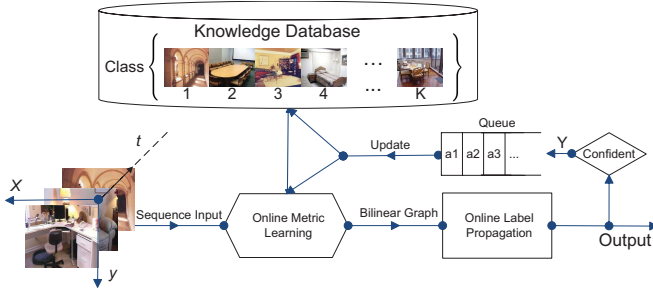 Knowledge Database
Class
...
1 2 3 4 ... K
Queue
t
Update
a1 a2 a3 ...
Y
Confident
X
Sequence Input
Online Metric
Learning
Bilinear Graph
Online Label
Propagation
Output
y